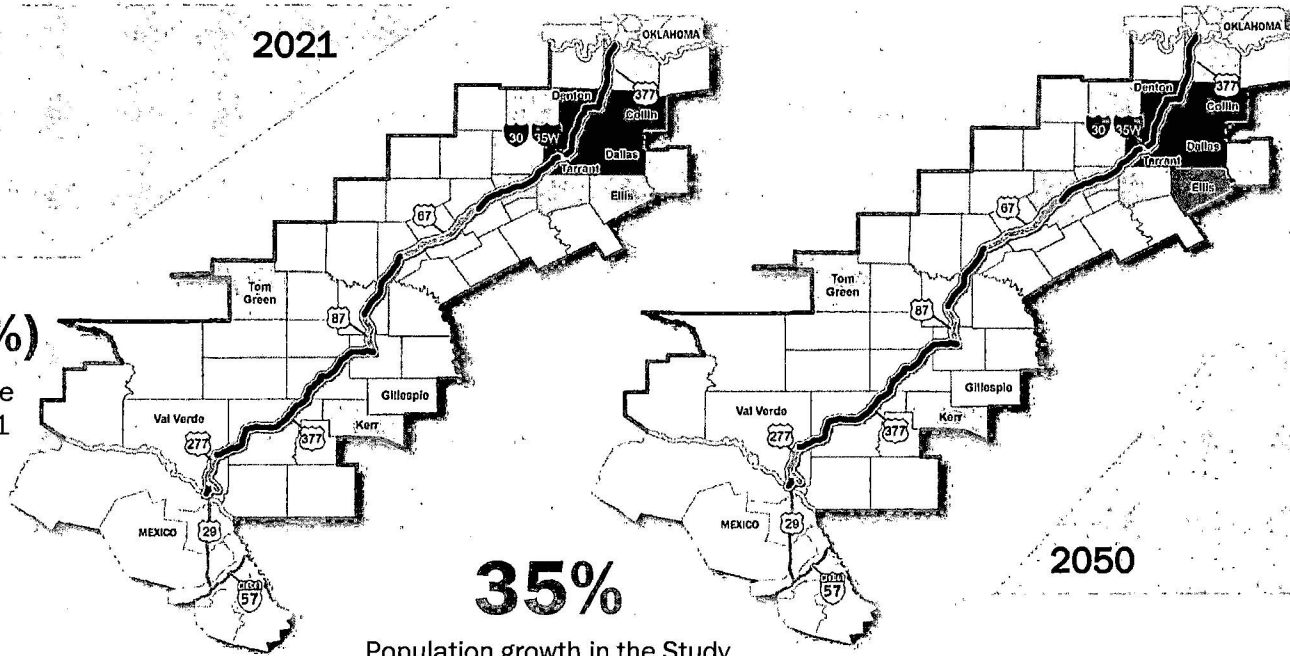 2021
OKLAHOMA
377
Denton
Collin
30
35W
Dallas
Tarrant
Ellis
67
Tom
Green
87
%)
e
1
Gillespie
Val Verde
Kerr
277
377
MEXICO
29
57
35%
Population growth in the Study
OKLAHOMA
377
Denton
Collin
30
35W
Dallas
Tarrant
Ellis
67
Tom
Green
87
Gillespie
Val Verde
Kerr
277
377
MEXICO
29
57
2050